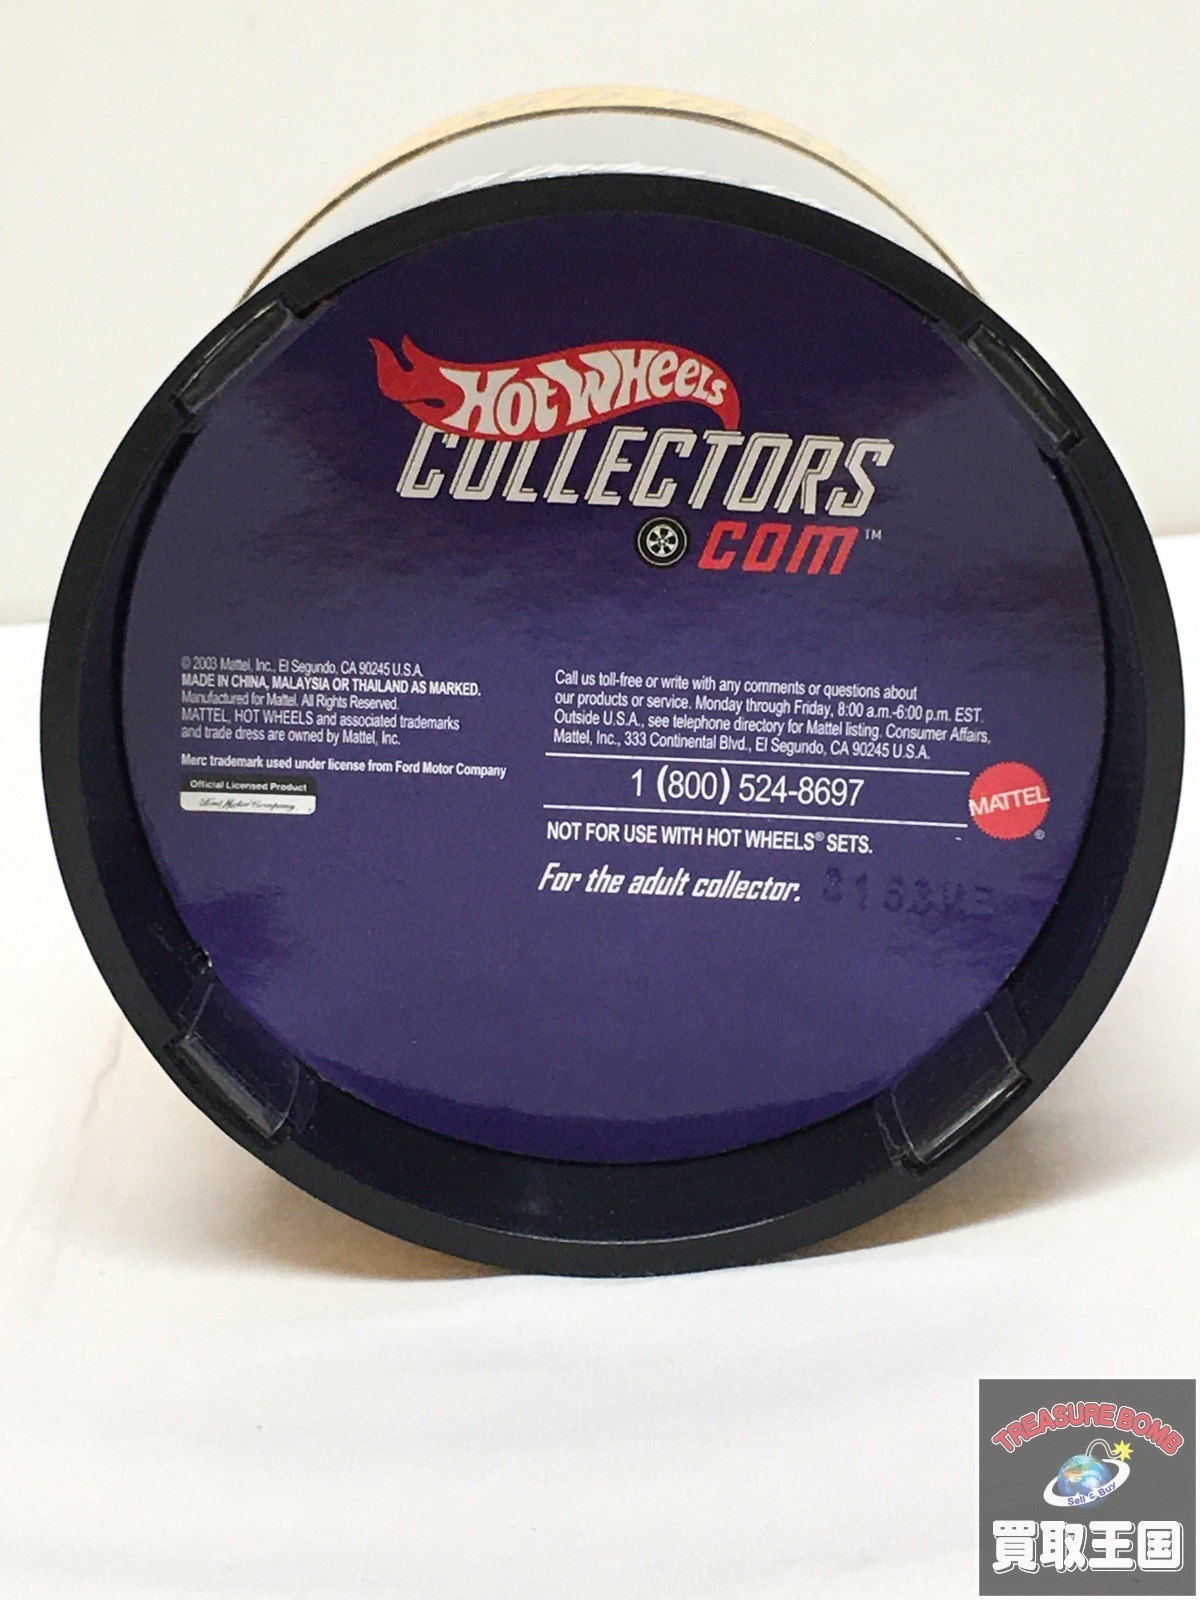 HOT WHEELS
COLLECTORS
.COM™
© 2003 Mattel, Inc., El Segundo, CA 90245 U.S.A.
MADE IN CHINA, MALAYSIA OR THAILAND AS MARKED.
Manufactured for Mattel. All Rights Reserved.
MATTEL, HOT WHEELS and associated trademarks
and trade dress are owned by Mattel, Inc.
Merc trademark used under license from Ford Motor Company
Official Licensed Product
Ford Motor Company
Call us toll-free or write with any comments or questions about
our products or service. Monday through Friday, 8:00 a.m.-6:00 p.m. EST.
Outside U.S.A., see telephone directory for Mattel listing. Consumer Affairs,
Mattel, Inc., 333 Continental Blvd., El Segundo, CA 90245 U.S.A.
1 (800) 524-8697
MATTEL®
NOT FOR USE WITH HOT WHEELS® SETS.
For the adult collector.
TREASURE BOMB
Sell & Buy
買取王国